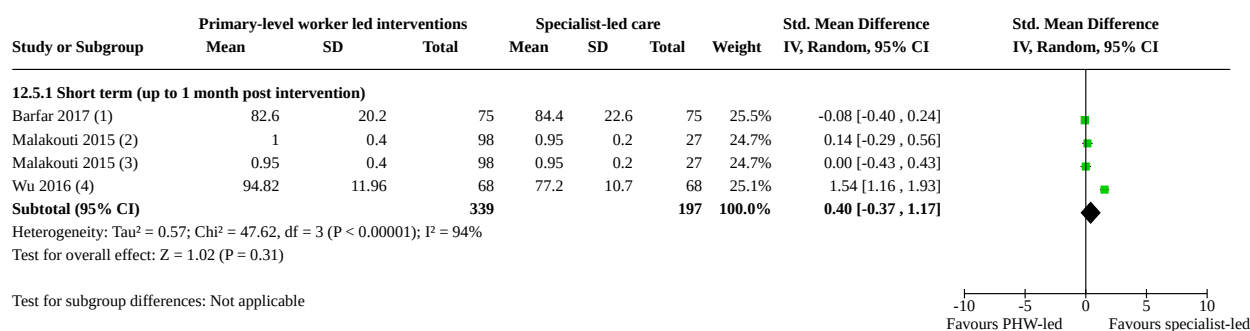 Primary-level worker led interventions Specialist-led care Std. Mean Difference Std. Mean Difference
Study or Subgroup Mean SD Total Mean SD Total Weight IV, Random, 95% CI IV, Random, 95% CI
12.5.1 Short term (up to 1 month post intervention)
Barfar 2017 (1) 82.6 20.2 75 84.4 22.6 75 25.5% -0.08 [-0.40 , 0.24]
Malakouti 2015 (2) 1 0.4 98 0.95 0.2 27 24.7% 0.14 [-0.29 , 0.56]
Malakouti 2015 (3) 0.95 0.4 98 0.95 0.2 27 24.7% 0.00 [-0.43 , 0.43]
Wu 2016 (4) 94.82 11.96 68 77.2 10.7 68 25.1% 1.54 [1.16 , 1.93]
Subtotal (95% CI) 339 197 100.0% 0.40 [-0.37 , 1.17]
Heterogeneity: Tau² = 0.57; Chi² = 47.62, df = 3 (P < 0.00001); I² = 94%
Test for overall effect: Z = 1.02 (P = 0.31)
Test for subgroup differences: Not applicable
-10 -5 0 5 10
Favours PHW-led Favours specialist-led